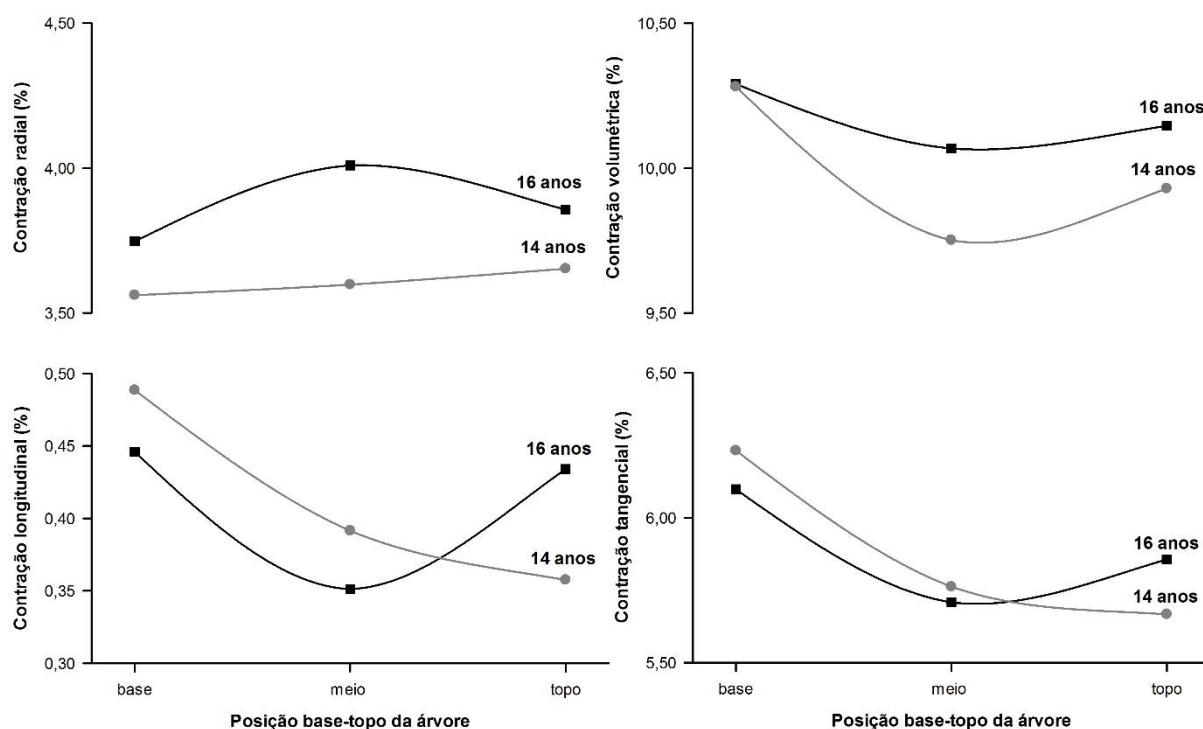 Contração radial (%)
4,50
4,00
3,50
16 anos
14 anos
Contração volumétrica (%)
10,50
10,00
9,50
16 anos
14 anos
Contração longitudinal (%)
0,50
0,45
0,40
0,35
0,30
16 anos
14 anos
base
meio
topo
Posição base-topo da árvore
Contração tangencial (%)
6,50
6,00
5,50
16 anos
14 anos
base
meio
topo
Posição base-topo da árvore